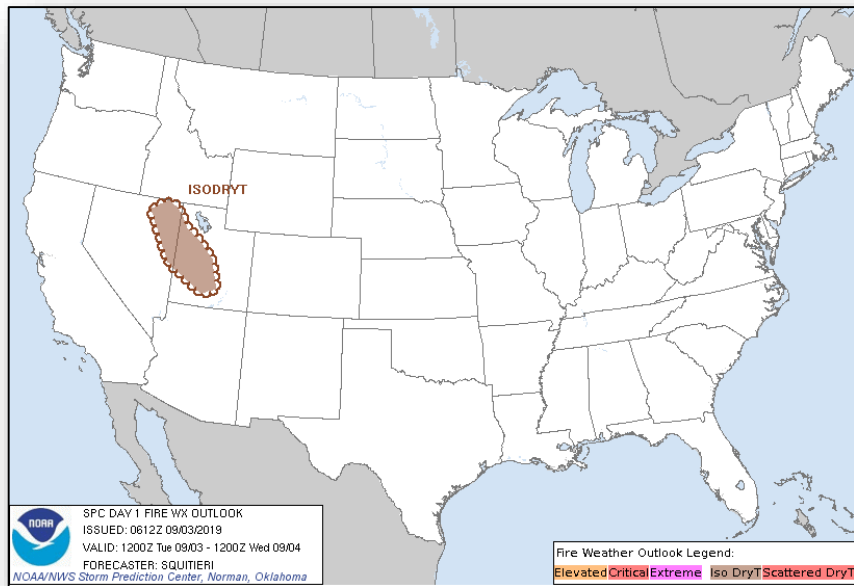 ISODRYT
NOAA
SPC DAY 1 FIRE WX OUTLOOK
ISSUED: 0612Z 09/03/2019
VALID: 1200Z Tue 09/03 - 1200Z Wed 09/04
FORECASTER: SQUITIERI
NOAA/NWS Storm Prediction Center, Norman, Oklahoma
Fire Weather Outlook Legend:
Elevated Critical Extreme Iso DryT Scattered DryT